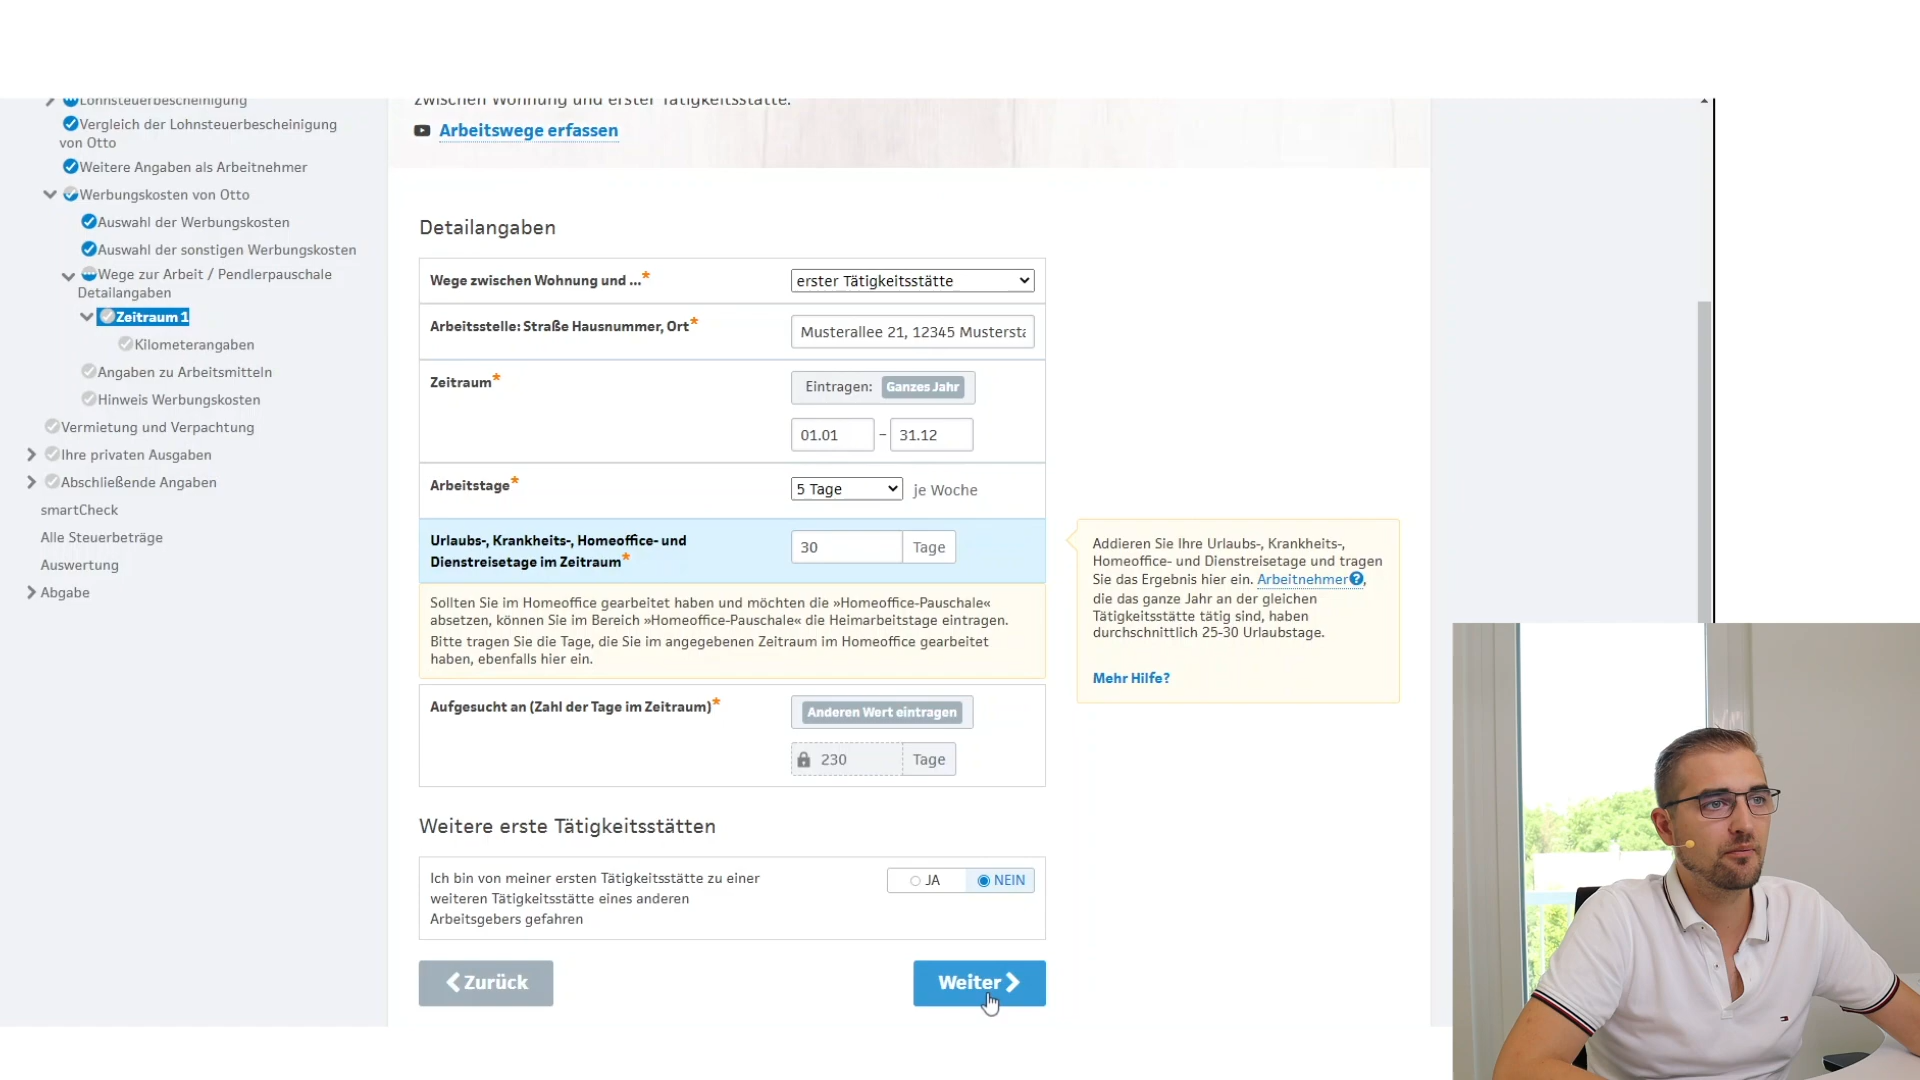 Lohnsteuerbescheinigung
Vergleich der Lohnsteuerbescheinigung
von Otto
Weitere Angaben als Arbeitnehmer
Werbungskosten von Otto
Auswahl der Werbungskosten
Auswahl der sonstigen Werbungskosten
Wege zur Arbeit / Pendlerpauschale
Detailangaben
Zeitraum 1
Kilometerangaben
Angaben zu Arbeitsmitteln
Hinweis Werbungskosten
Vermietung und Verpachtung
Ihre privaten Ausgaben
Abschließende Angaben
smartCheck
Alle Steuerbeträge
Auswertung
Abgabe
zwischen Wohnung und erster Tätigkeitsstätte.
Arbeitswege erfassen
Detailangaben
Wege zwischen Wohnung und ...*
erster Tätigkeitsstätte
Arbeitsstelle: Straße Hausnummer, Ort*
Musterallee 21, 12345 Mustersta
Zeitraum*
Eintragen: Ganzes Jahr
01.01 – 31.12
Arbeitstage*
5 Tage je Woche
Urlaubs-, Krankheits-, Homeoffice- und
Dienstreisetage im Zeitraum*
30 Tage
Sollten Sie im Homeoffice gearbeitet haben und möchten die »Homeoffice-Pauschale«
absetzen, können Sie im Bereich »Homeoffice-Pauschale« die Heimarbeitstage eintragen.
Bitte tragen Sie die Tage, die Sie im angegebenen Zeitraum im Homeoffice gearbeitet
haben, ebenfalls hier ein.
Aufgesucht an (Zahl der Tage im Zeitraum)*
Anderen Wert eintragen
230 Tage
Weitere erste Tätigkeitsstätten
Ich bin von meiner ersten Tätigkeitsstätte zu einer
weiteren Tätigkeitsstätte eines anderen
Arbeitsgebers gefahren
JA NEIN
Zurück
Weiter
Addieren Sie Ihre Urlaubs-, Krankheits-,
Homeoffice- und Dienstreisetage und tragen
Sie das Ergebnis hier ein. Arbeitnehmer?,
die das ganze Jahr an der gleichen
Tätigkeitsstätte tätig sind, haben
durchschnittlich 25-30 Urlaubstage.
Mehr Hilfe?